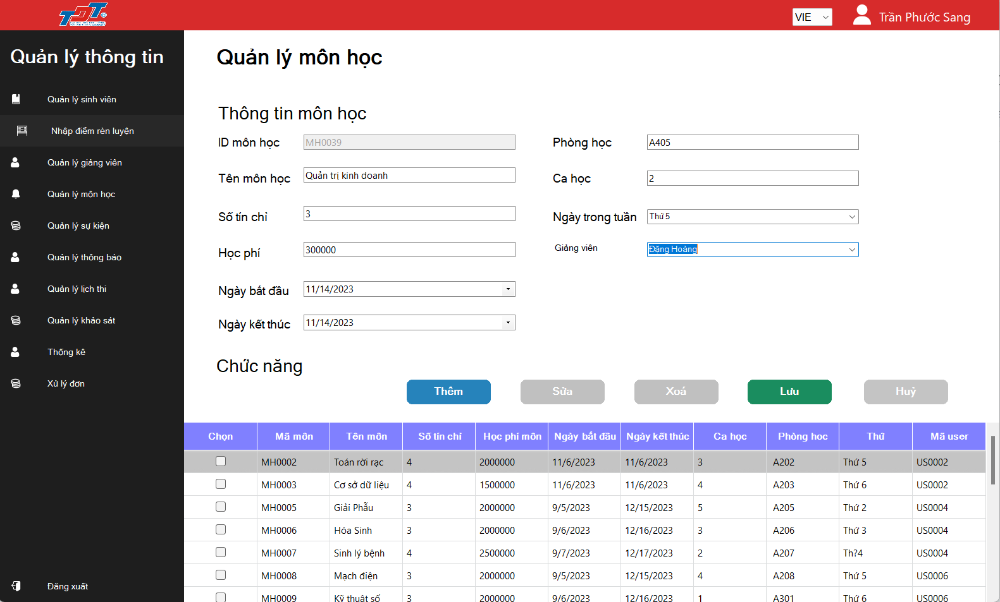 TDT ®
VIE
Trần Phước Sang
Quản lý thông tin
Quản lý sinh viên
Nhập điểm rèn luyện
Quản lý giảng viên
Quản lý môn học
Quản lý sự kiện
Quản lý thông báo
Quản lý lịch thi
Quản lý khảo sát
Thống kê
Xử lý đơn
Đăng xuất
Quản lý môn học
Thông tin môn học
ID môn học MH0039
Phòng học A405
Tên môn học Quản trị kinh doanh
Ca học 2
Số tín chỉ 3
Ngày trong tuần Thứ 5
Học phí 300000
Giảng viên Đặng Hoàng
Ngày bắt đầu 11/14/2023
Ngày kết thúc 11/14/2023
Chức năng
Thêm Sửa Xoá Lưu Huỷ
Chọn Mã môn Tên môn Số tín chỉ Học phí môn Ngày bắt đầu Ngày kết thúc Ca học Phòng hoc Thứ Mã user
MH0002 Toán rời rạc 4 2000000 11/6/2023 11/6/2023 3 A202 Thứ 5 US0002
MH0003 Cơ sở dữ liệu 4 1500000 11/6/2023 11/6/2023 4 A203 Thứ 6 US0002
MH0005 Giải Phẫu 3 2000000 9/5/2023 12/15/2023 5 A205 Thứ 2 US0004
MH0006 Hóa Sinh 3 2000000 9/6/2023 12/16/2023 3 A206 Thứ 3 US0004
MH0007 Sinh lý bệnh 4 2500000 9/7/2023 12/17/2023 2 A207 Th?4 US0004
MH0008 Mạch điện 3 2000000 9/5/2023 12/15/2023 4 A208 Thứ 5 US0006
MH0009 Kỹ thuật số 3 2000000 9/6/2023 12/16/2023 1 A301 Thứ 6 US0006